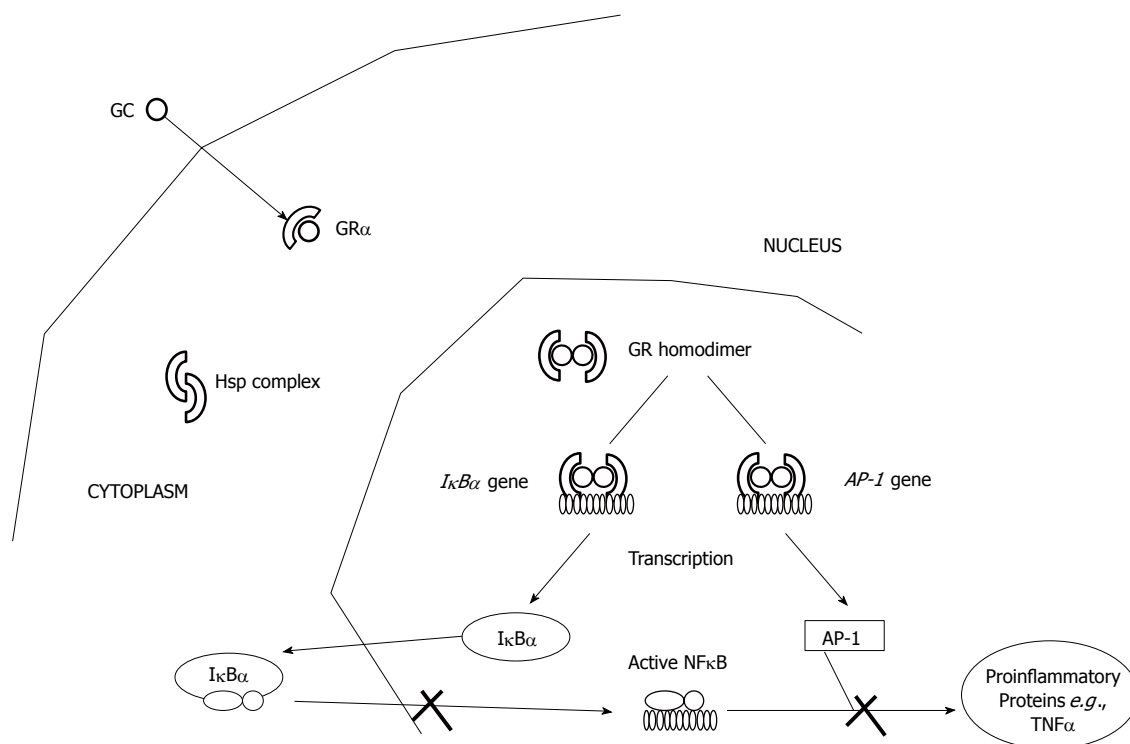 GC
GRα
NUCLEUS
GR homodimer
Hsp complex
IκBα gene
AP-1 gene
CYTOPLASM
Transcription
IκBα
AP-1
IκBα
Active NFκB
Proinflammatory
Proteins e.g.,
TNFα